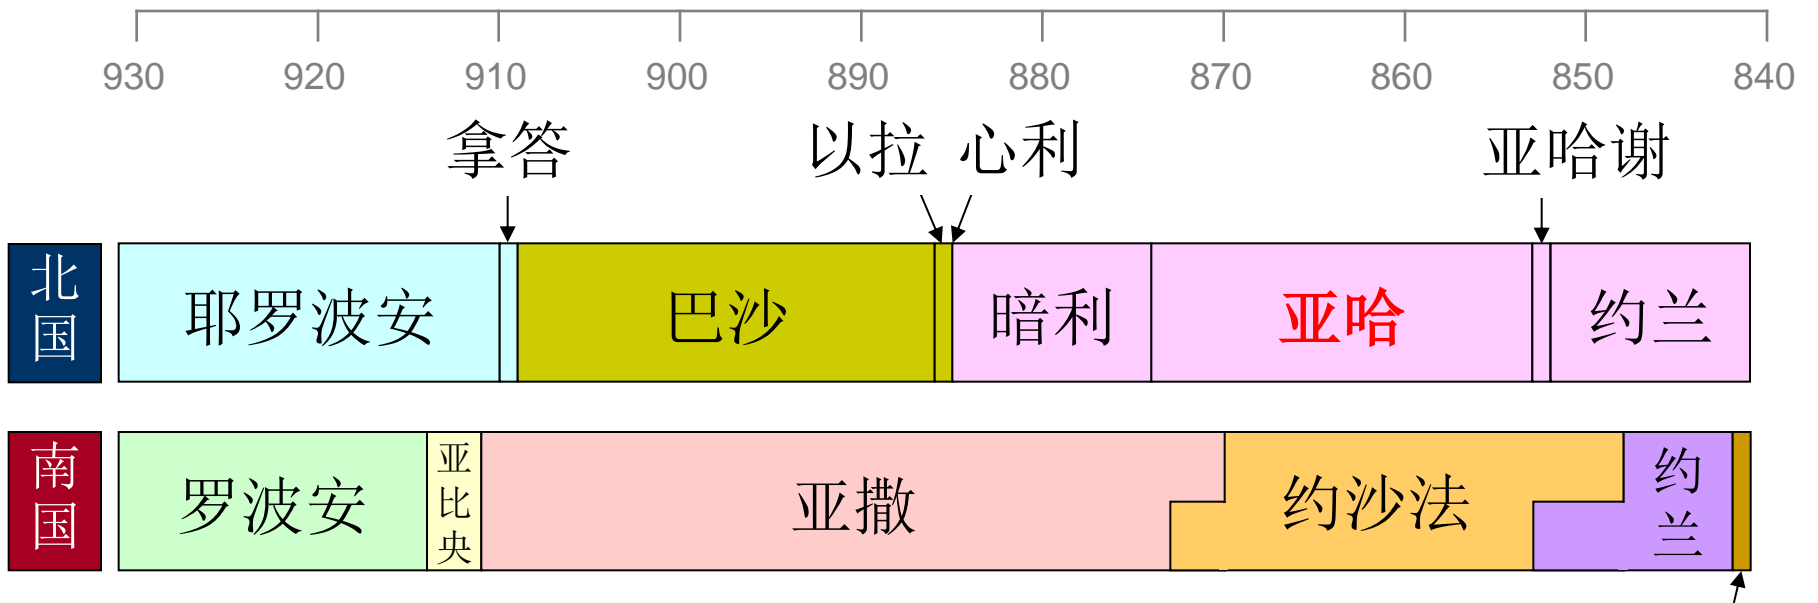 930 920 910 900 890 880 870 860 850 840
拿答 以拉 心利 亚哈谢
北国 耶罗波安 巴沙 暗利 亚哈 约兰
南国 罗波安 亚比央 亚撒 约沙法 约兰